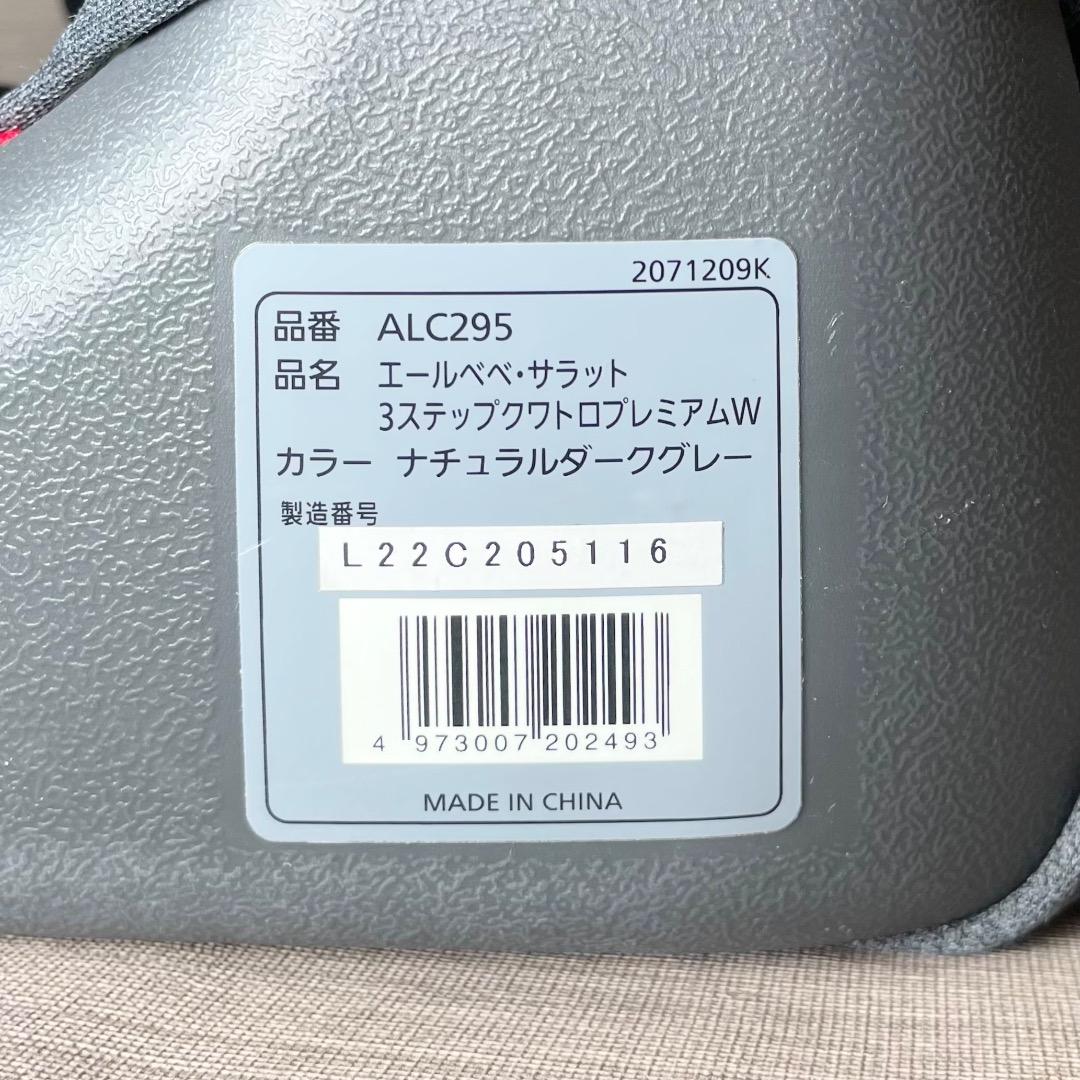 2071209K
品番 ALC295
品名 エールベベ・サラット
3ステップクワトロプレミアムW
カラー ナチュラルダークグレー
製造番号
L22C205116
4 973007 202493
MADE IN CHINA